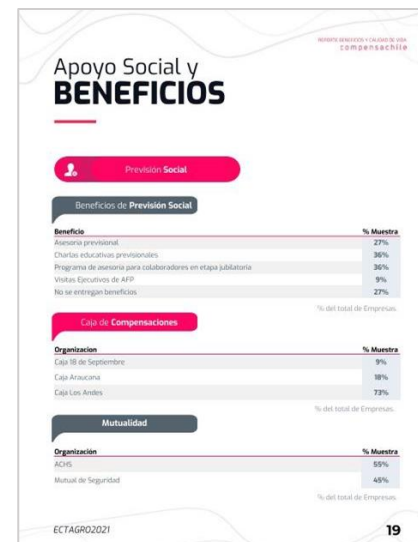 REPORTE BENEFICIOS Y CALIDAD DE VIDA
compensachile
Apoyo Social y
BENEFICIOS
Previsión Social
Beneficios de Previsión Social
Beneficio % Muestra
Asesoria previsional 27%
Charlas educativas previsionales 36%
Programa de asesoria para colaboradores en etapa jubilatoria 36%
Visitas Ejecutivos de AFP 9%
No se entregan beneficios 27%
% del total de Empresas.
Caja de Compensaciones
Organizacion % Muestra
Caja 18 de Septiembre 9%
Caja Araucana 18%
Caja Los Andes 73%
% del total de Empresas.
Mutualidad
Organización % Muestra
ACHS 55%
Mutual de Seguridad 45%
% del total de Empresas.
ECTAGRO2021 19